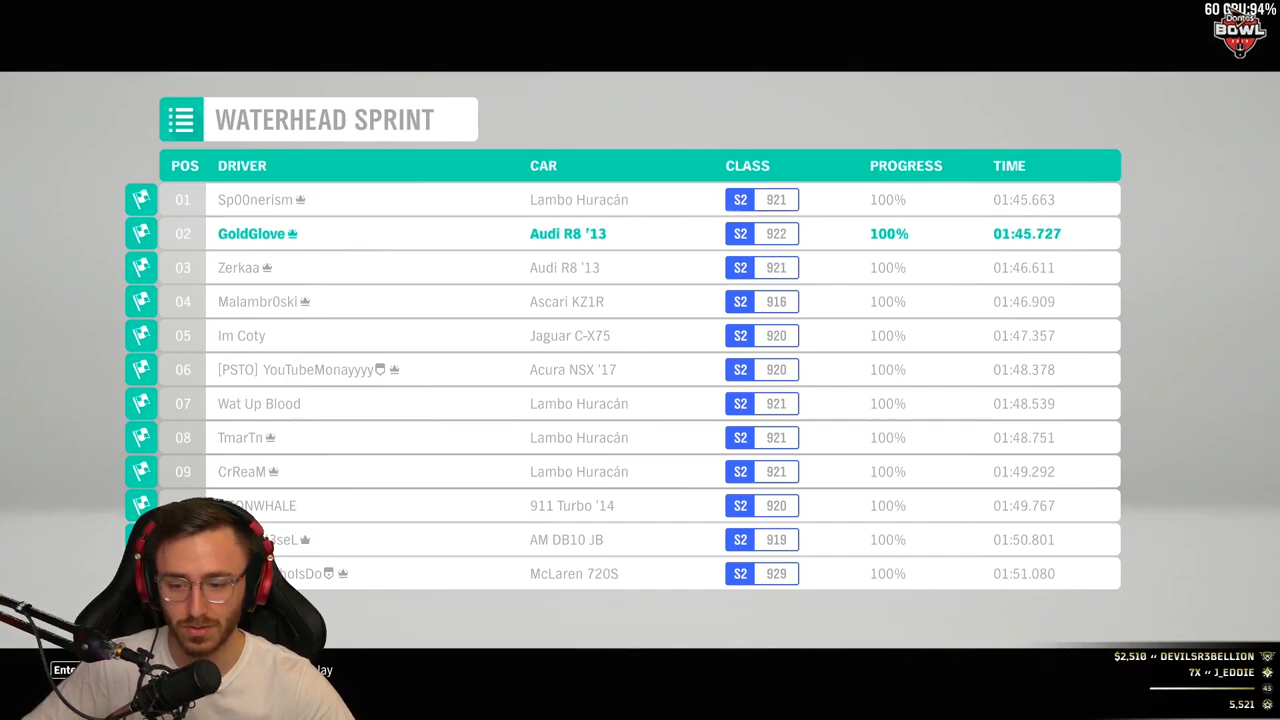 60 GPU:94%
Doritos
BOWL
WATERHEAD SPRINT
POS DRIVER CAR CLASS PROGRESS TIME
01 Sp00nerism Lambo Huracán S2 921 100% 01:45.663
02 GoldGlove Audi R8 '13 S2 922 100% 01:45.727
03 Zerkaa Audi R8 '13 S2 921 100% 01:46.611
04 Malambr0ski Ascari KZ1R S2 916 100% 01:46.909
05 Im Coty Jaguar C-X75 S2 920 100% 01:47.357
06 [PSTO] YouTubeMonayyyy Acura NSX '17 S2 920 100% 01:48.378
07 Wat Up Blood Lambo Huracán S2 921 100% 01:48.539
08 TmarTn Lambo Huracán S2 921 100% 01:48.751
09 CrReaM Lambo Huracán S2 921 100% 01:49.292
ONWHALE 911 Turbo '14 S2 920 100% 01:49.767
3seL AM DB10 JB S2 919 100% 01:50.801
hoIsDo McLaren 720S S2 929 100% 01:51.080
Ente lay
$2,510 -- DEVILSR3BELLION
7X -- J_EDDIE
43
5,521